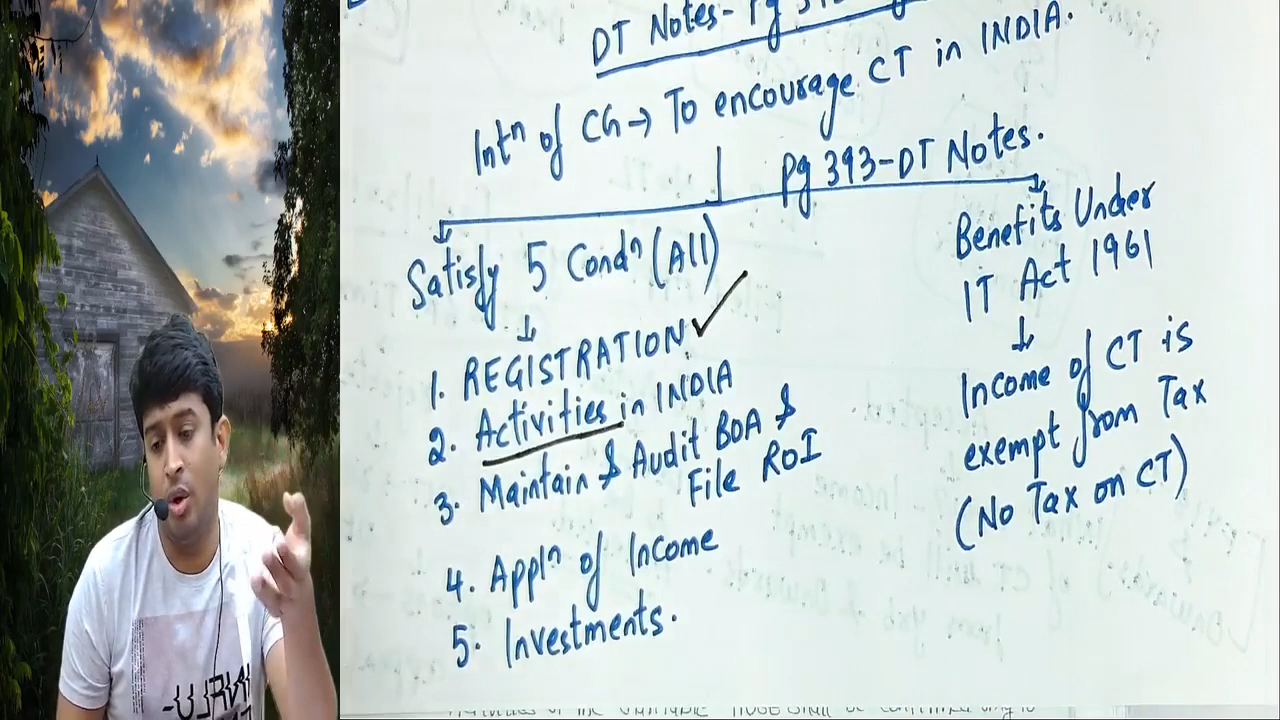 DT Notes- Pg
Intⁿ of CG → To encourage CT in INDIA.
Pg 393-DT Notes.
Satisfy 5 Condⁿ (All)
1. REGISTRATION ✓
2. Activities in INDIA
3. Maintain & Audit BOA &
File RoI
4. Applⁿ of Income
5. Investments.
Benefits Under
IT Act 1961
↓
Income of CT is
exempt from Tax
(No Tax on CT)